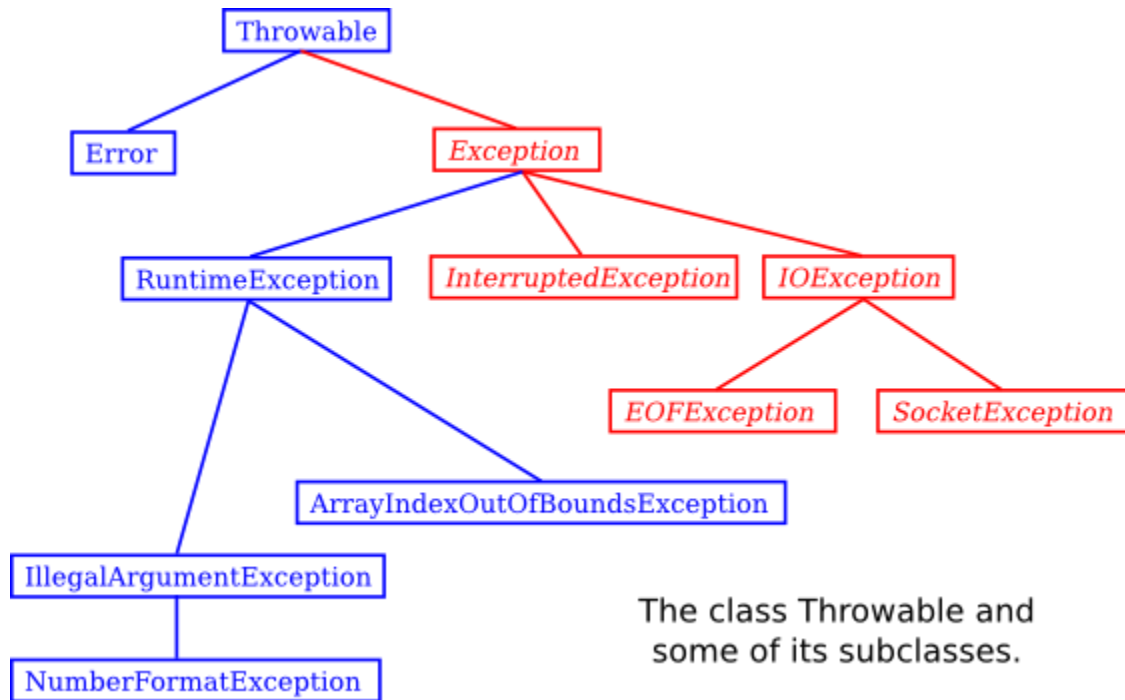 Throwable
Error
Exception
RuntimeException
InterruptedException
IOException
EOFException
SocketException
ArrayIndexOutOfBoundsException
IllegalArgumentException
The class Throwable and
some of its subclasses.
NumberFormatException